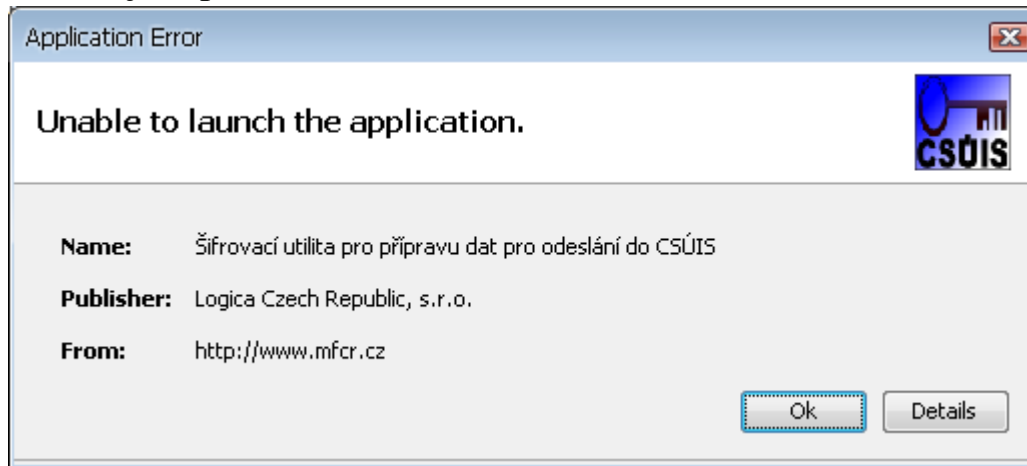 Application Error
Unable to launch the application.
CSÚIS
Name: Šifrovací utilita pro přípravu dat pro odeslání do CSÚIS
Publisher: Logica Czech Republic, s.r.o.
From: http://www.mfcr.cz
Ok Details